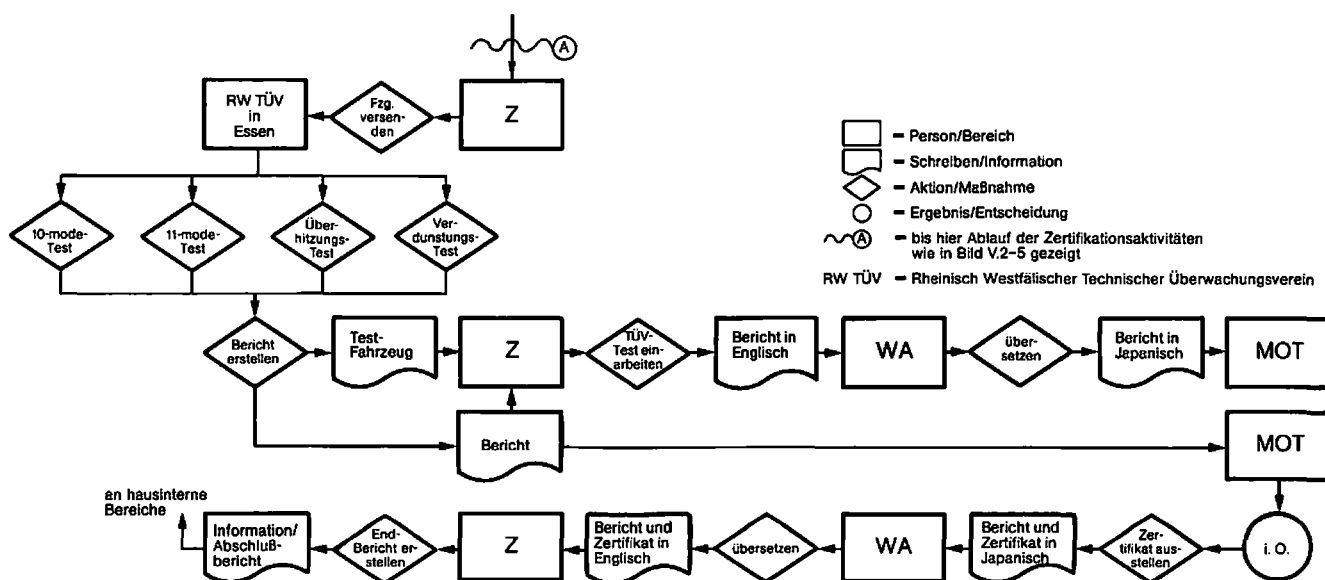 A
RW TÜV
in
Essen
Fzg.
versen-
den
Z
= Person/Bereich
= Schreiben/Information
= Aktion/Maßnahme
= Ergebnis/Entscheidung
A = bis hier Ablauf der Zertifikationsaktivitäten
wie in Bild V.2-5 gezeigt
RW TÜV = Rheinisch Westfälischer Technischer Überwachungsverein
10-mode-
Test
11-mode-
Test
Über-
hitzungs-
Test
Ver-
dunstungs-
Test
Bericht
erstellen
Test-
Fahrzeug
Z
TÜV-
Test ein-
arbeiten
Bericht in
Englisch
WA
über-
setzen
Bericht in
Japanisch
MOT
Bericht
MOT
an hausinterne
Bereiche
Information/
Abschluß-
bericht
End-
Bericht er-
stellen
Z
Bericht und
Zertifikat in
Englisch
übersetzen
WA
Bericht und
Zertifikat in
Japanisch
Zer-
tifikat aus-
stellen
i. O.